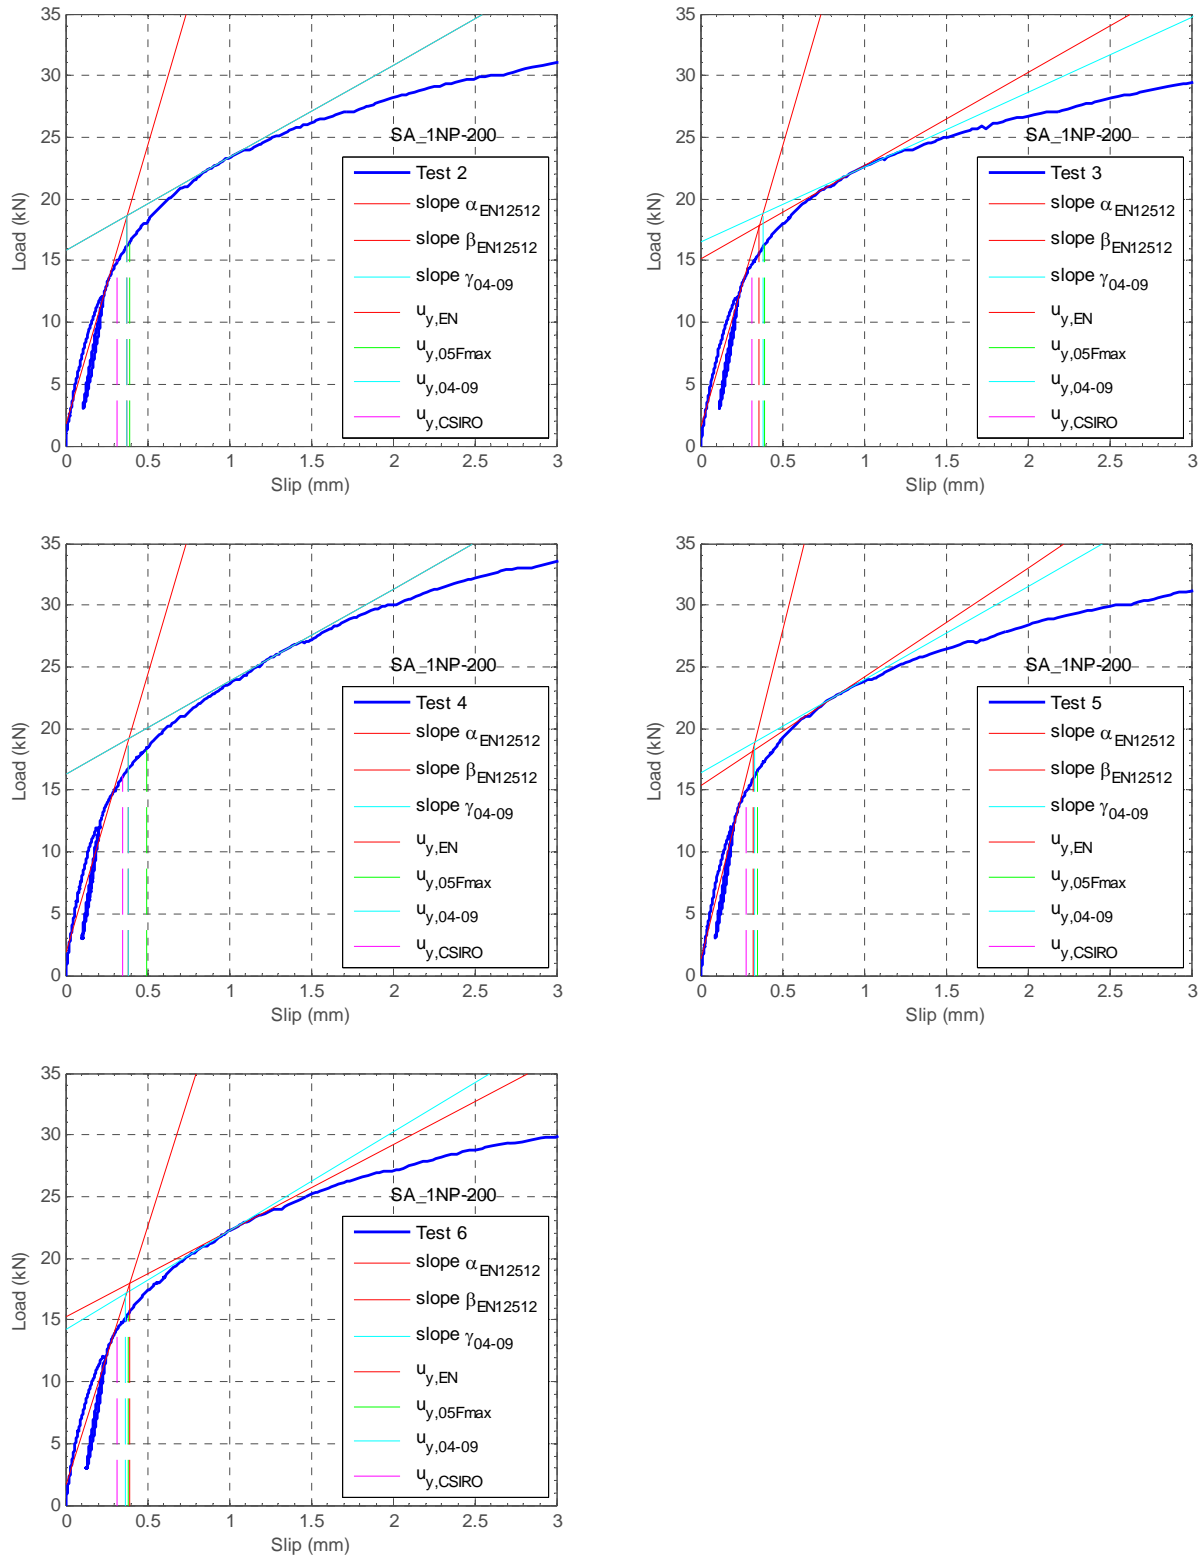 35
30
25
20
15
10
5
0
Load (kN)
SA_1NP-200
Test 2
slope αEN12512
slope βEN12512
slope γ04-09
uy,EN
uy,05Fmax
uy,04-09
uy,CSIRO
0 0.5 1 1.5 2 2.5 3
Slip (mm)
35
30
25
20
15
10
5
0
Load (kN)
SA_1NP-200
Test 3
slope αEN12512
slope βEN12512
slope γ04-09
uy,EN
uy,05Fmax
uy,04-09
uy,CSIRO
0 0.5 1 1.5 2 2.5 3
Slip (mm)
35
30
25
20
15
10
5
0
Load (kN)
SA_1NP-200
Test 4
slope αEN12512
slope βEN12512
slope γ04-09
uy,EN
uy,05Fmax
uy,04-09
uy,CSIRO
0 0.5 1 1.5 2 2.5 3
Slip (mm)
35
30
25
20
15
10
5
0
Load (kN)
SA_1NP-200
Test 5
slope αEN12512
slope βEN12512
slope γ04-09
uy,EN
uy,05Fmax
uy,04-09
uy,CSIRO
0 0.5 1 1.5 2 2.5 3
Slip (mm)
35
30
25
20
15
10
5
0
Load (kN)
SA_1NP-200
Test 6
slope αEN12512
slope βEN12512
slope γ04-09
uy,EN
uy,05Fmax
uy,04-09
uy,CSIRO
0 0.5 1 1.5 2 2.5 3
Slip (mm)